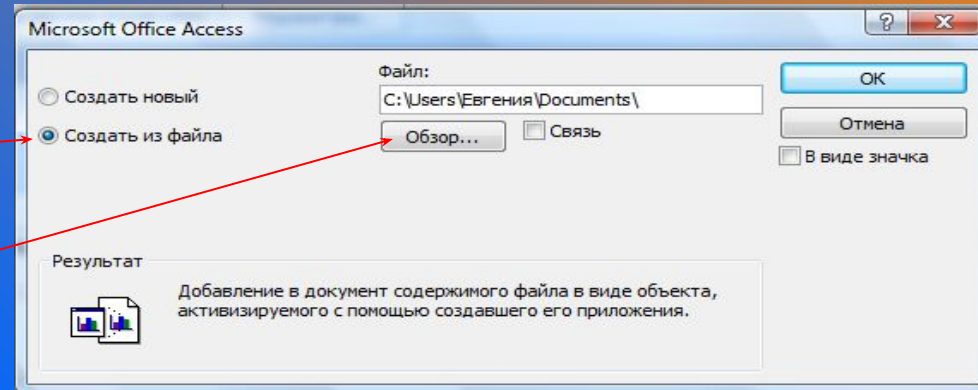 Microsoft Office Access
Файл:
Создать новый
C:\Users\Евгения\Documents\
OK
Создать из файла
Обзор...
Связь
Отмена
В виде значка
Результат
Добавление в документ содержимого файла в виде объекта,
активизируемого с помощью создавшего его приложения.